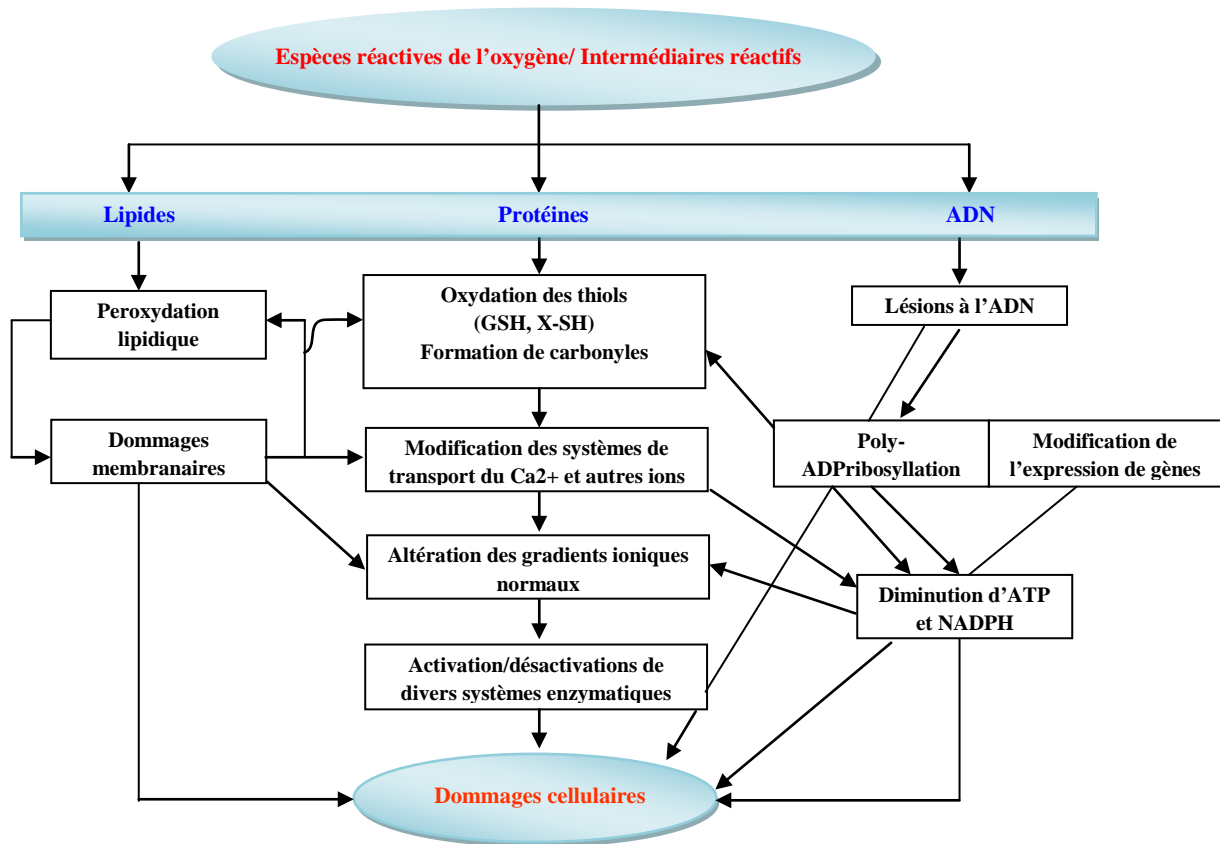 Espèces réactives de l’oxygène/ Intermédiaires réactifs
Lipides
Protéines
ADN
Peroxydation
lipidique
Oxydation des thiols
(GSH, X-SH)
Formation de carbonyles
Lésions à l’ADN
Dommages
membranaires
Modification des systèmes de
transport du Ca2+ et autres ions
Poly-
ADPribosyllation
Modification de
l’expression de gènes
Altération des gradients ioniques
normaux
Diminution d’ATP
et NADPH
Activation/désactivations de
divers systèmes enzymatiques
Dommages cellulaires